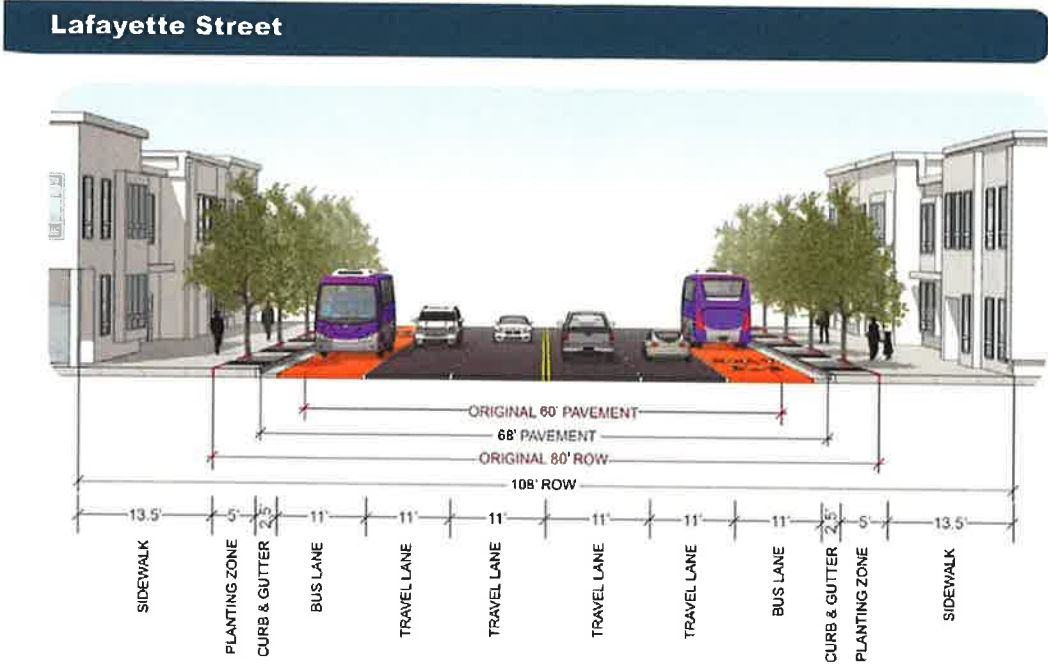 Lafayette Street
ORIGINAL 60' PAVEMENT
68' PAVEMENT
ORIGINAL 80' ROW
108' ROW
13.5' 5' 2.5' 11' 11' 11' 11' 11' 11' 2.5' 5' 13.5'
SIDEWALK
PLANTING ZONE
CURB & GUTTER
BUS LANE
TRAVEL LANE
TRAVEL LANE
TRAVEL LANE
TRAVEL LANE
BUS LANE
CURB & GUTTER
PLANTING ZONE
SIDEWALK